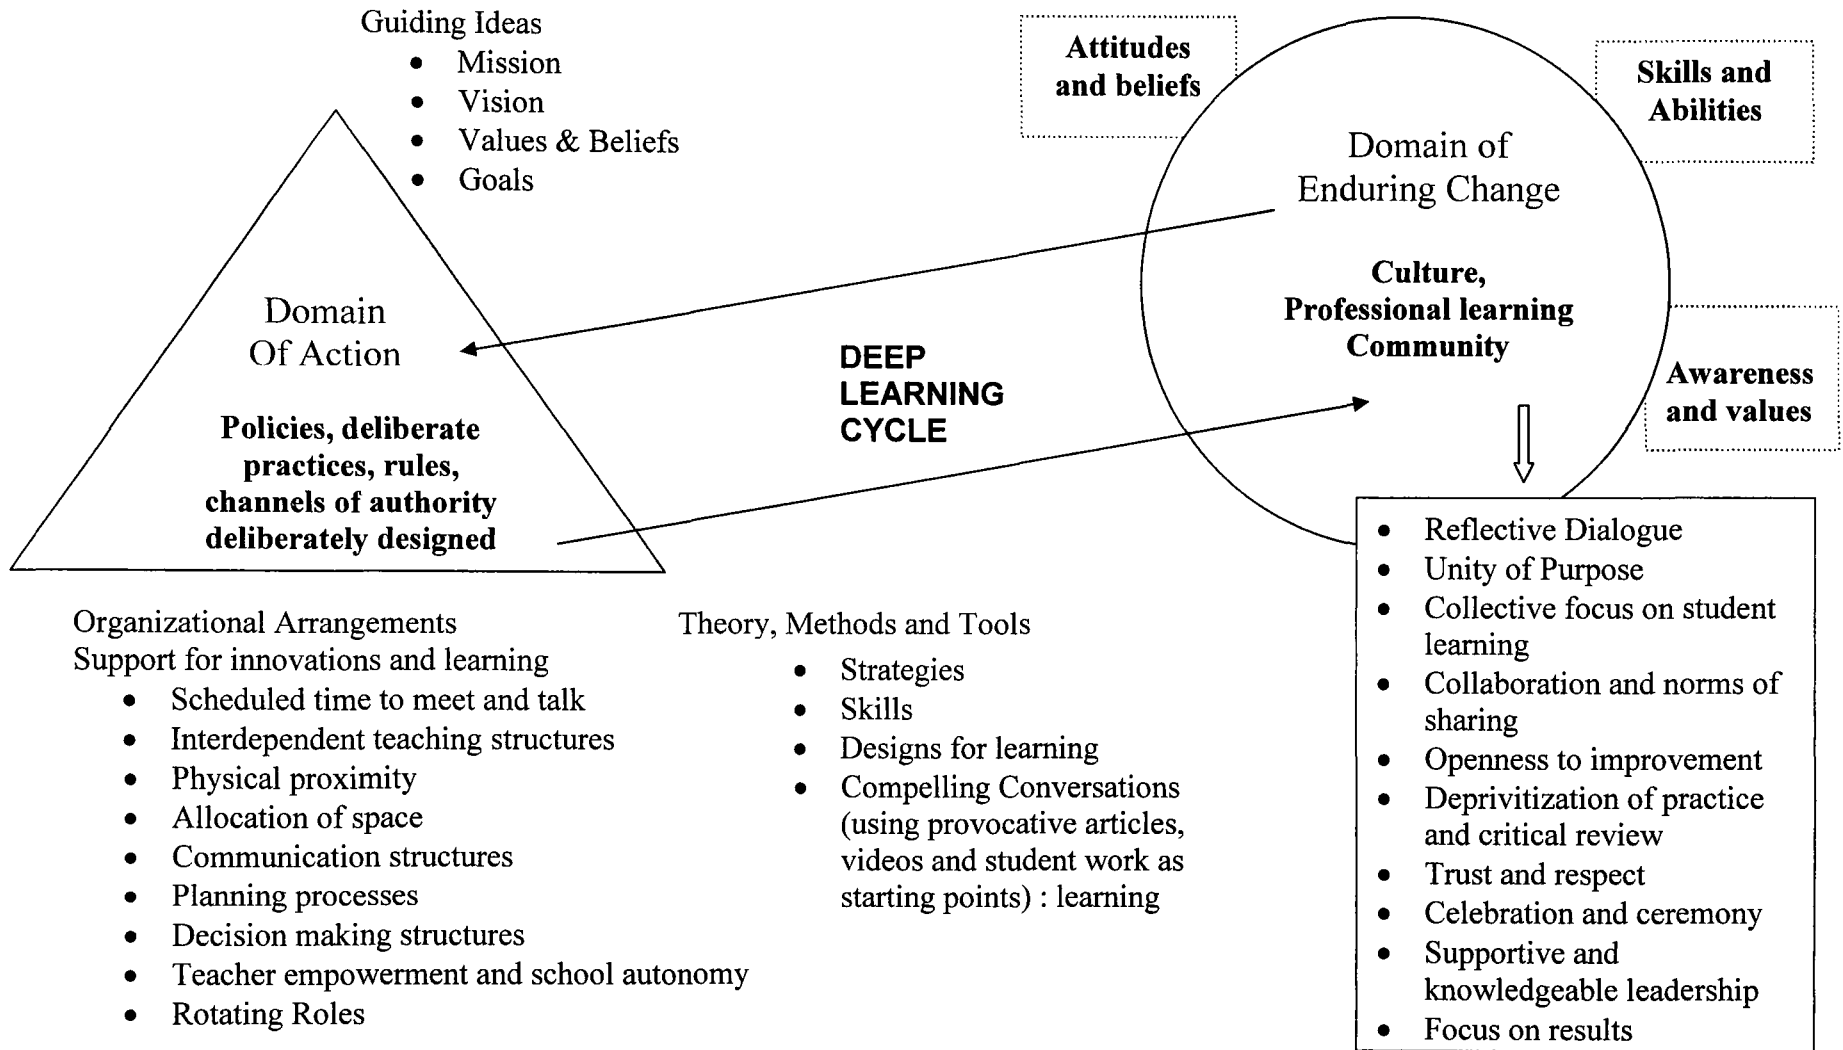 Guiding Ideas
• Mission
• Vision
• Values & Beliefs
• Goals
Domain
Of Action
Policies, deliberate
practices, rules,
channels of authority
deliberately designed
DEEP
LEARNING
CYCLE
Attitudes
and beliefs
Skills and
Abilities
Domain of
Enduring Change
Culture,
Professional learning
Community
Awareness
and values
Organizational Arrangements
Support for innovations and learning
• Scheduled time to meet and talk
• Interdependent teaching structures
• Physical proximity
• Allocation of space
• Communication structures
• Planning processes
• Decision making structures
• Teacher empowerment and school autonomy
• Rotating Roles
Theory, Methods and Tools
• Strategies
• Skills
• Designs for learning
• Compelling Conversations
(using provocative articles,
videos and student work as
starting points) : learning
• Reflective Dialogue
• Unity of Purpose
• Collective focus on student
learning
• Collaboration and norms of
sharing
• Openness to improvement
• Deprivitization of practice
and critical review
• Trust and respect
• Celebration and ceremony
• Supportive and
knowledgeable leadership
• Focus on results